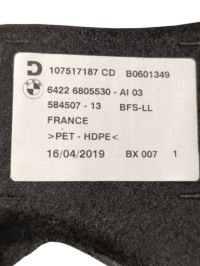 107517187 CD B0601349
6422 6805530 - AI 03
584507 - 13 BFS-LL
FRANCE
>PET - HDPE<
16/04/2019 BX 007 1